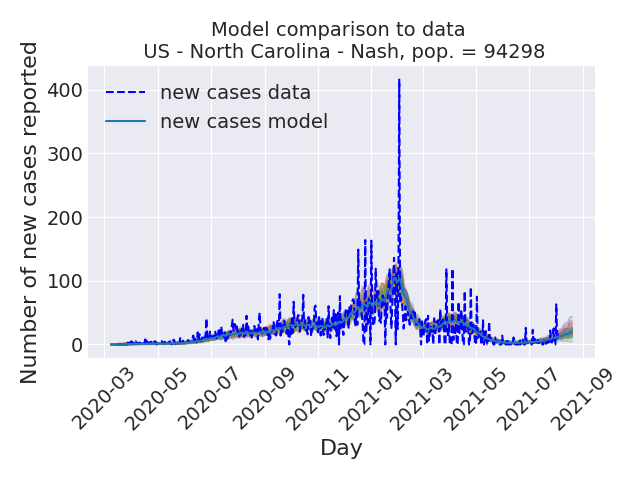 Model comparison to data
US - North Carolina - Nash, pop. = 94298
Number of new cases reported
400
300
200
100
0
new cases data
new cases model
2020-03
2020-05
2020-07
2020-09
2020-11
2021-01
2021-03
2021-05
2021-07
2021-09
Day